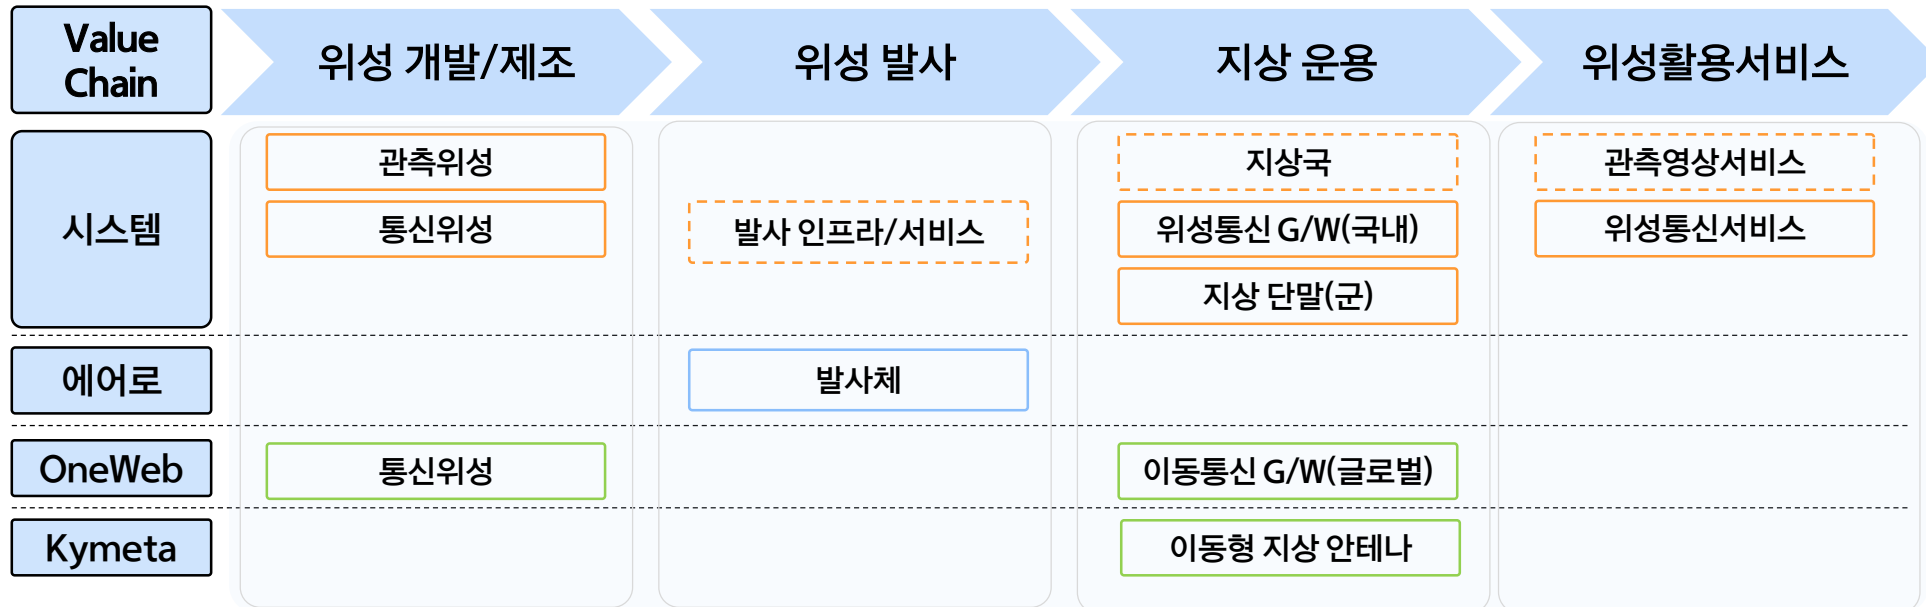 Value
Chain
위성 개발/제조
위성 발사
지상 운용
위성활용서비스
시스템
관측위성
통신위성
발사 인프라/서비스
지상국
위성통신 G/W(국내)
지상 단말(군)
관측영상서비스
위성통신서비스
에어로
발사체
OneWeb
통신위성
이동통신 G/W(글로벌)
Kymeta
이동형 지상 안테나